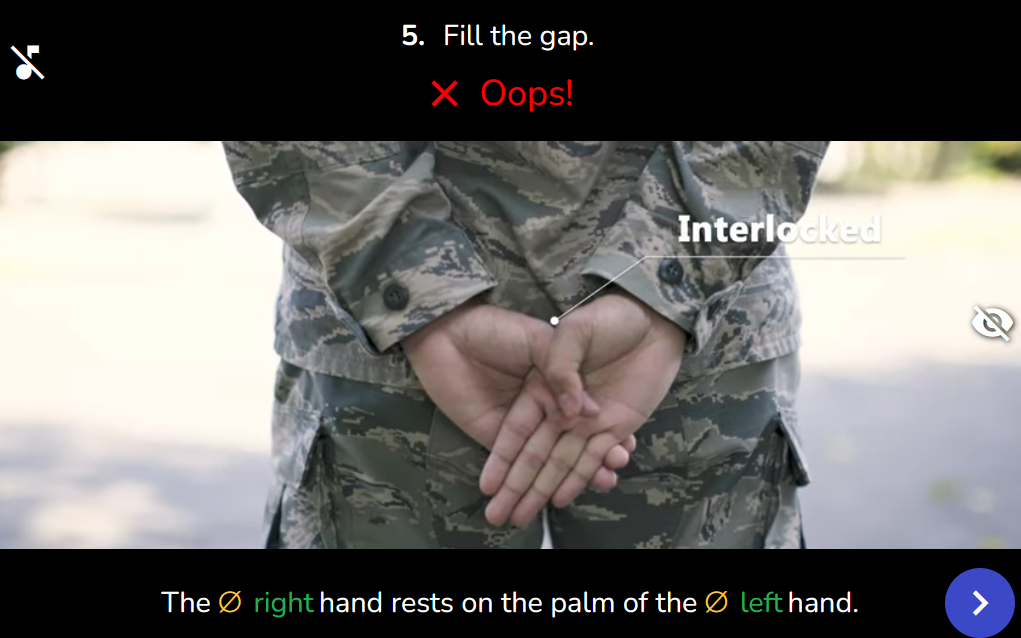 5. Fill the gap.
Oops!
Interlocked
The ∅ right hand rests on the palm of the ∅ left hand.